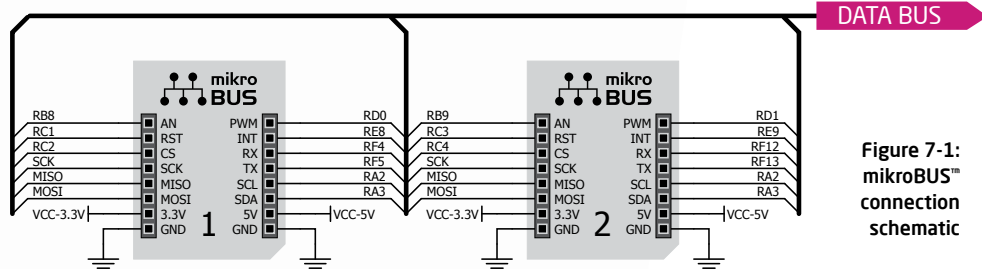 DATA BUS
mikro
BUS
RB8
RC1
RC2
SCK
MISO
MOSI
VCC-3.3V
AN
RST
CS
SCK
MISO
MOSI
3.3V
GND
1
PWM
INT
RX
TX
SCL
SDA
5V
GND
RD0
RE8
RF4
RF5
RA2
RA3
VCC-5V
mikro
BUS
RB9
RC3
RC4
SCK
MISO
MOSI
VCC-3.3V
AN
RST
CS
SCK
MISO
MOSI
3.3V
GND
2
PWM
INT
RX
TX
SCL
SDA
5V
GND
RD1
RE9
RF12
RF13
RA2
RA3
VCC-5V
Figure 7-1:
mikroBUS™
connection
schematic